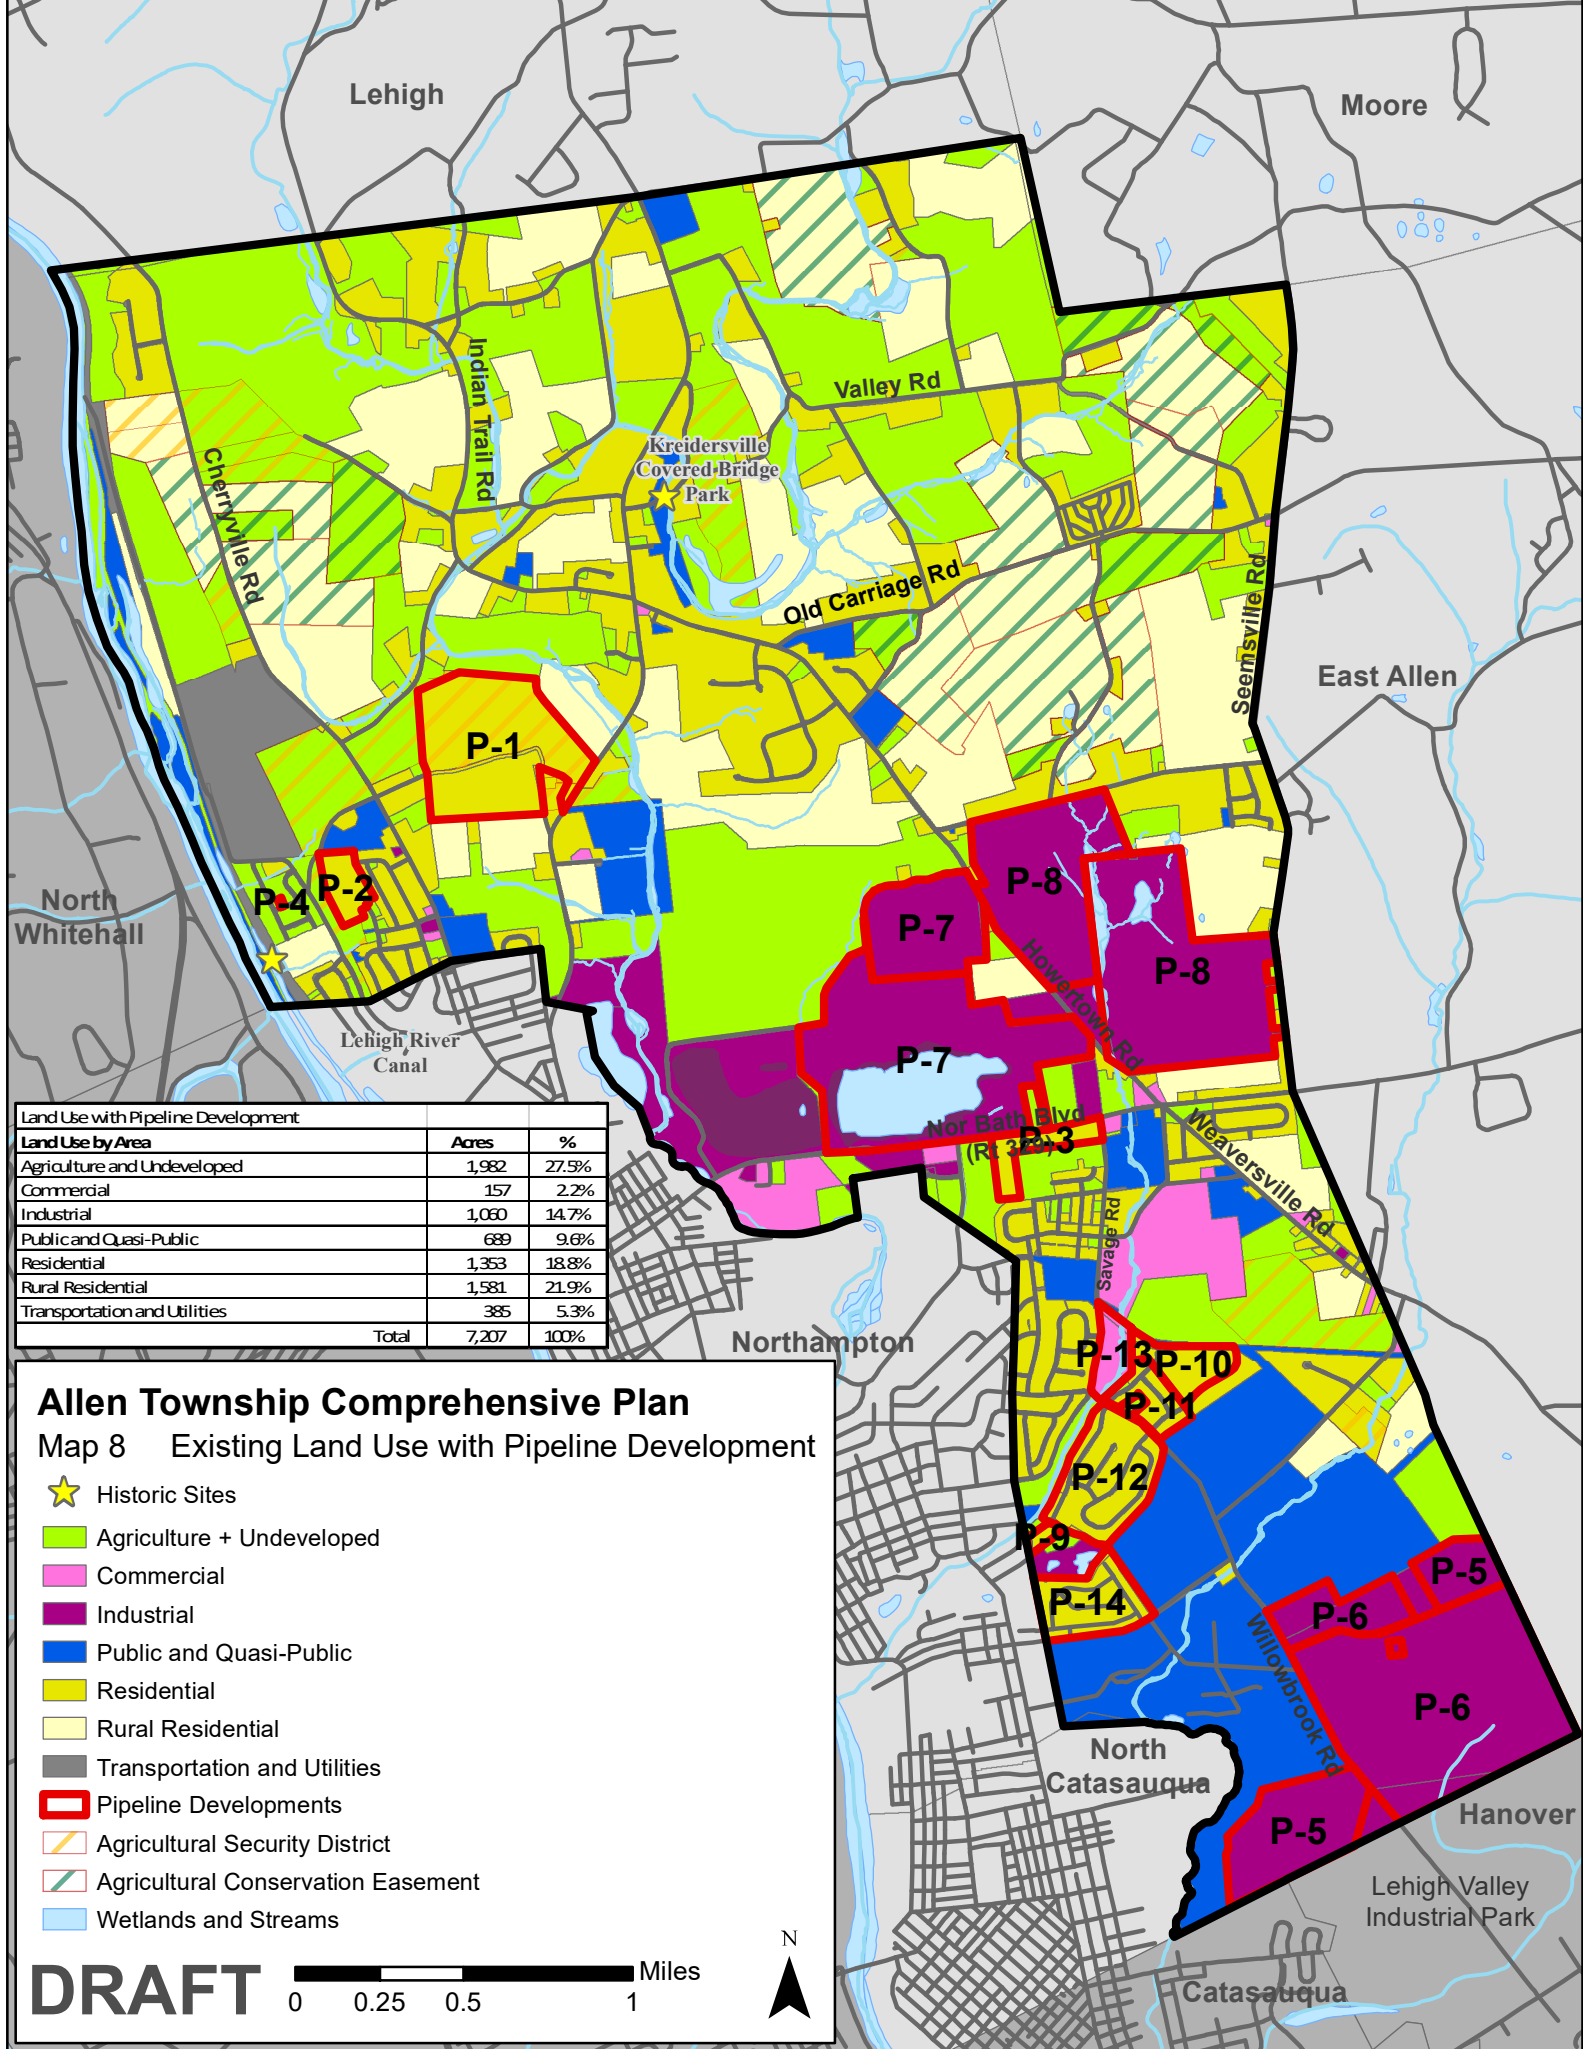 Lehigh
Moore
Indian Trail Rd
Valley Rd
Kreidersville
Covered Bridge
Park
Cherryville Rd
Old Carriage Rd
Seemsville Rd
East Allen
P-1
P-8
P-2
P-4
North
Whitehall
P-7
P-8
Howertown Rd
Lehigh River
Canal
P-7
Nor Bath Blvd
(Rt 329)
P-3
Weaversville Rd
Savage Rd
Land Use with Pipeline Development
Land Use by Area Acres %
Agriculture and Undeveloped 1,982 27.5%
Commercial 157 2.2%
Industrial 1,060 14.7%
Public and Quasi-Public 689 9.6%
Residential 1,353 18.8%
Rural Residential 1,581 21.9%
Transportation and Utilities 385 5.3%
Total 7,207 100%
Northampton
P-13
P-10
P-11
P-12
P-9
P-14
P-5
P-6
Willowbrook Rd
P-6
North
Catasauqua
P-5
Hanover
Lehigh Valley
Industrial Park
Catasauqua
Allen Township Comprehensive Plan
Map 8 Existing Land Use with Pipeline Development
Historic Sites
Agriculture + Undeveloped
Commercial
Industrial
Public and Quasi-Public
Residential
Rural Residential
Transportation and Utilities
Pipeline Developments
Agricultural Security District
Agricultural Conservation Easement
Wetlands and Streams
N
DRAFT
Miles
0 0.25 0.5 1